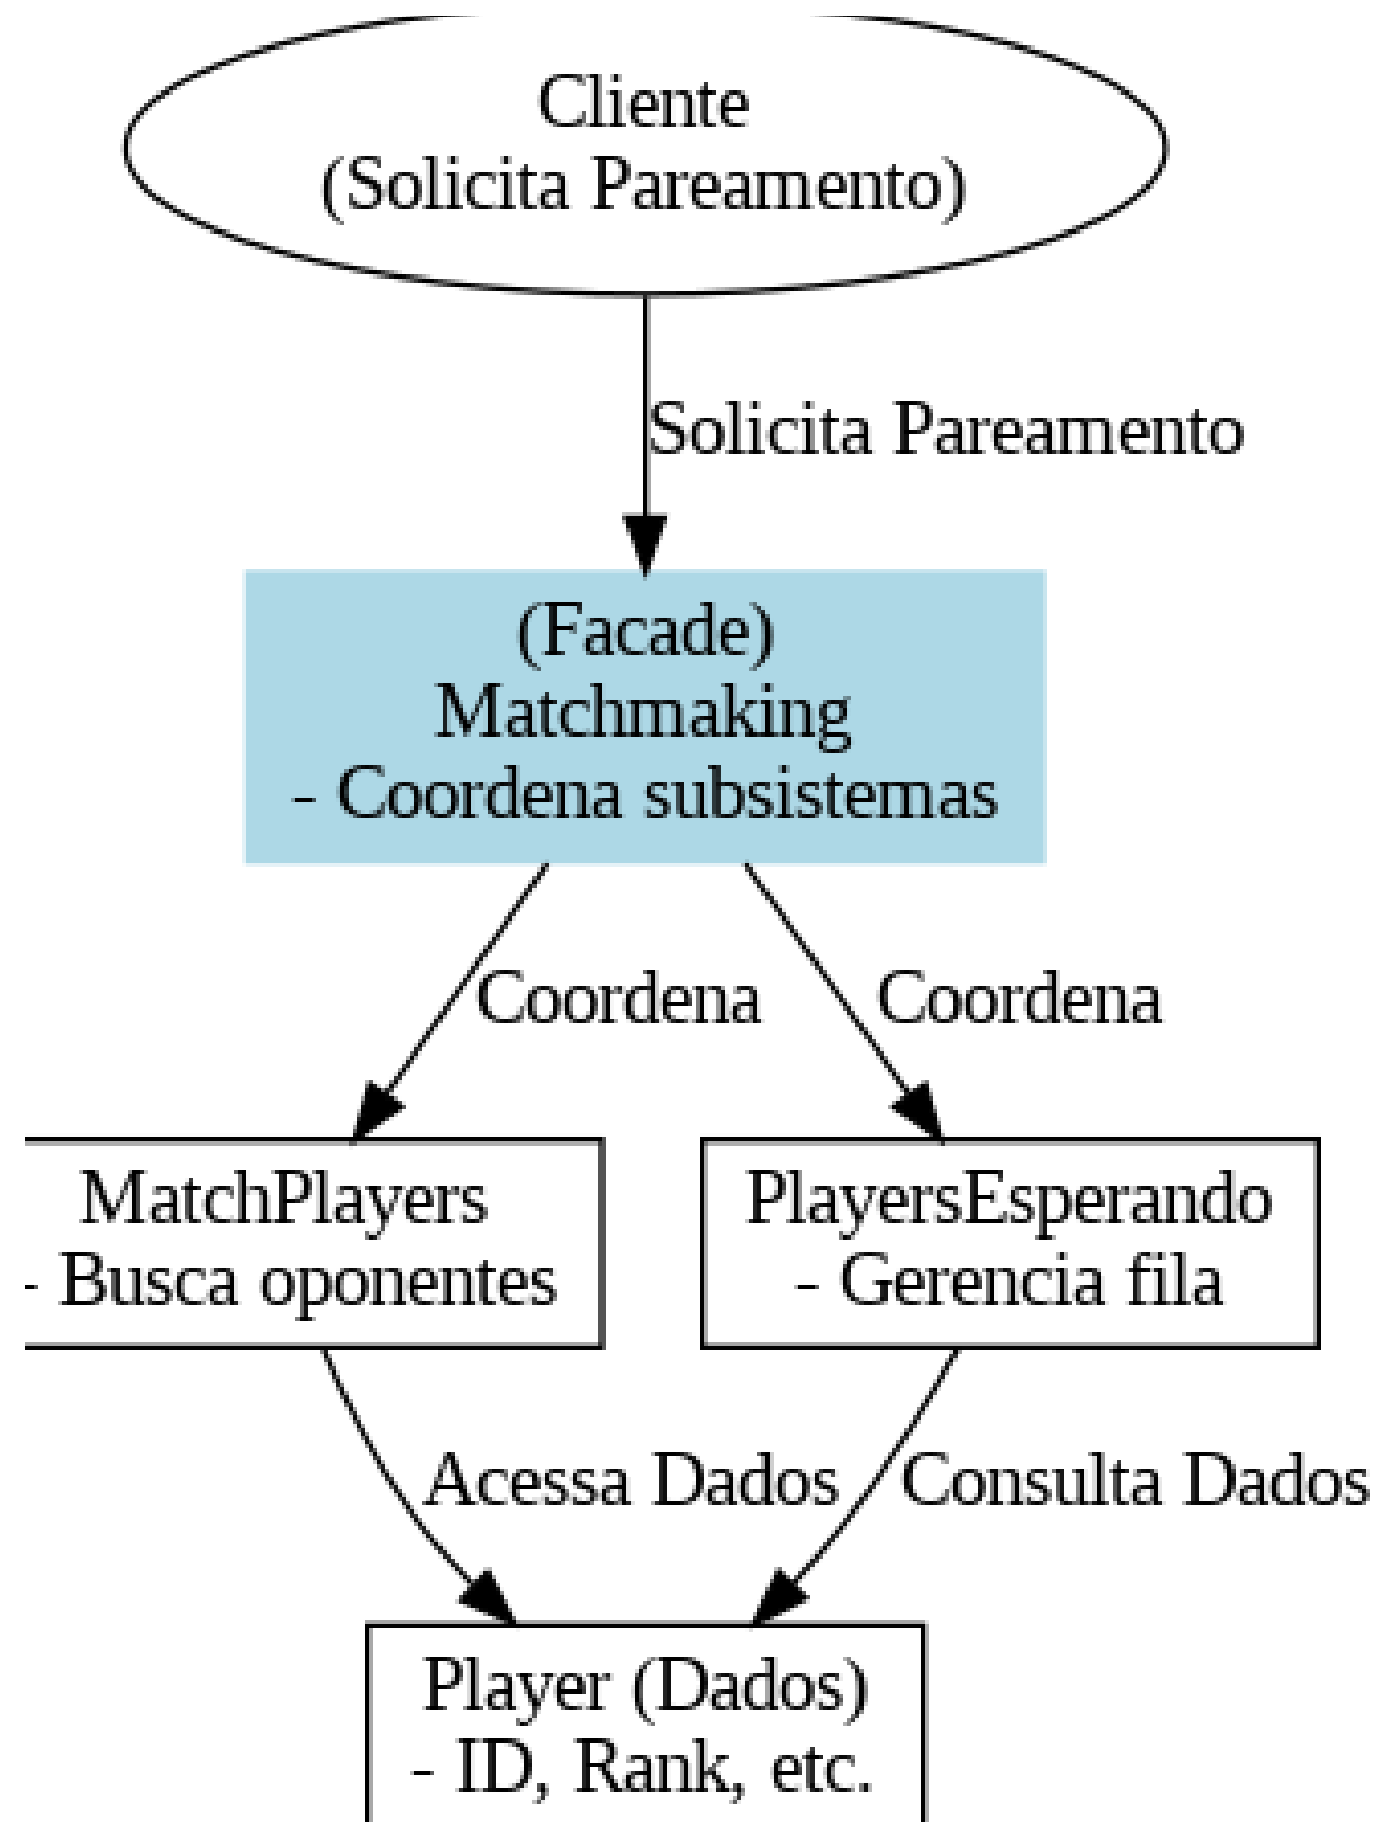 Cliente
(Solicita Pareamento)
Solicita Pareamento
(Facade)
Matchmaking
- Coordena subsistemas
Coordena
Coordena
MatchPlayers
- Busca oponentes
PlayersEsperando
- Gerencia fila
Acessa Dados
Consulta Dados
Player (Dados)
- ID, Rank, etc.